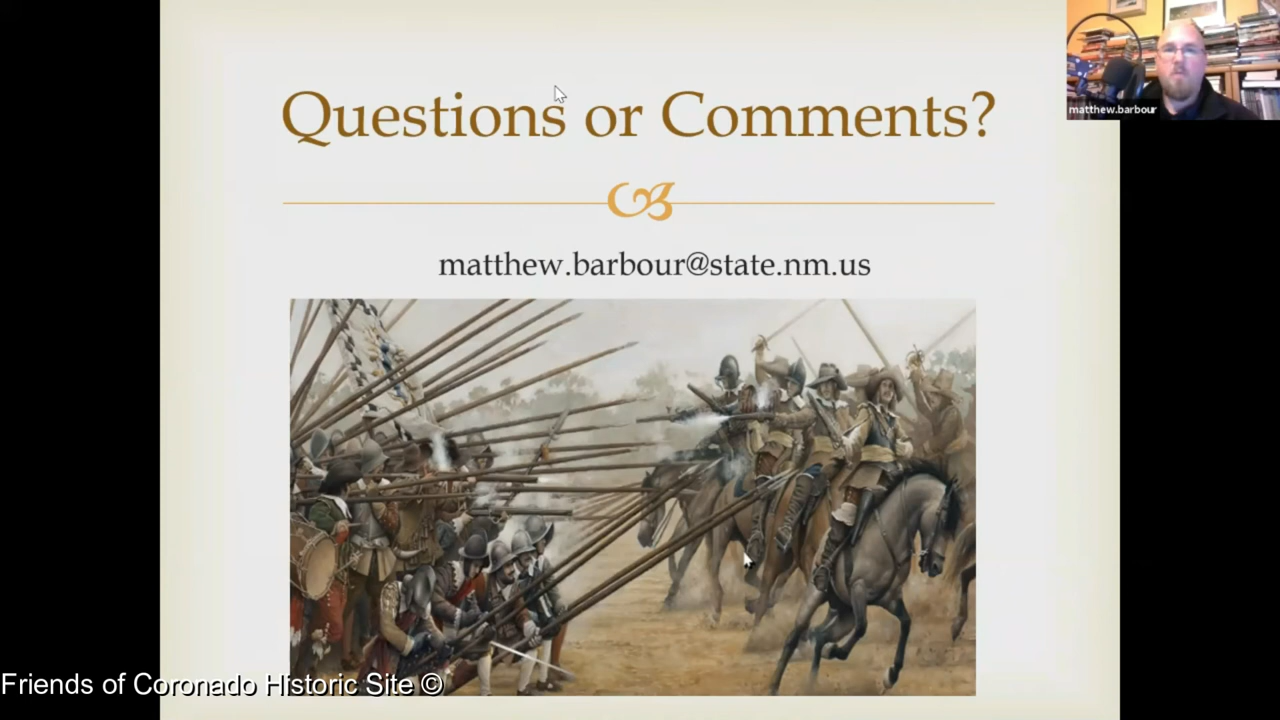 Questions or Comments?
matthew.barbour@state.nm.us
matthew.barbour
Friends of Coronado Historic Site ©